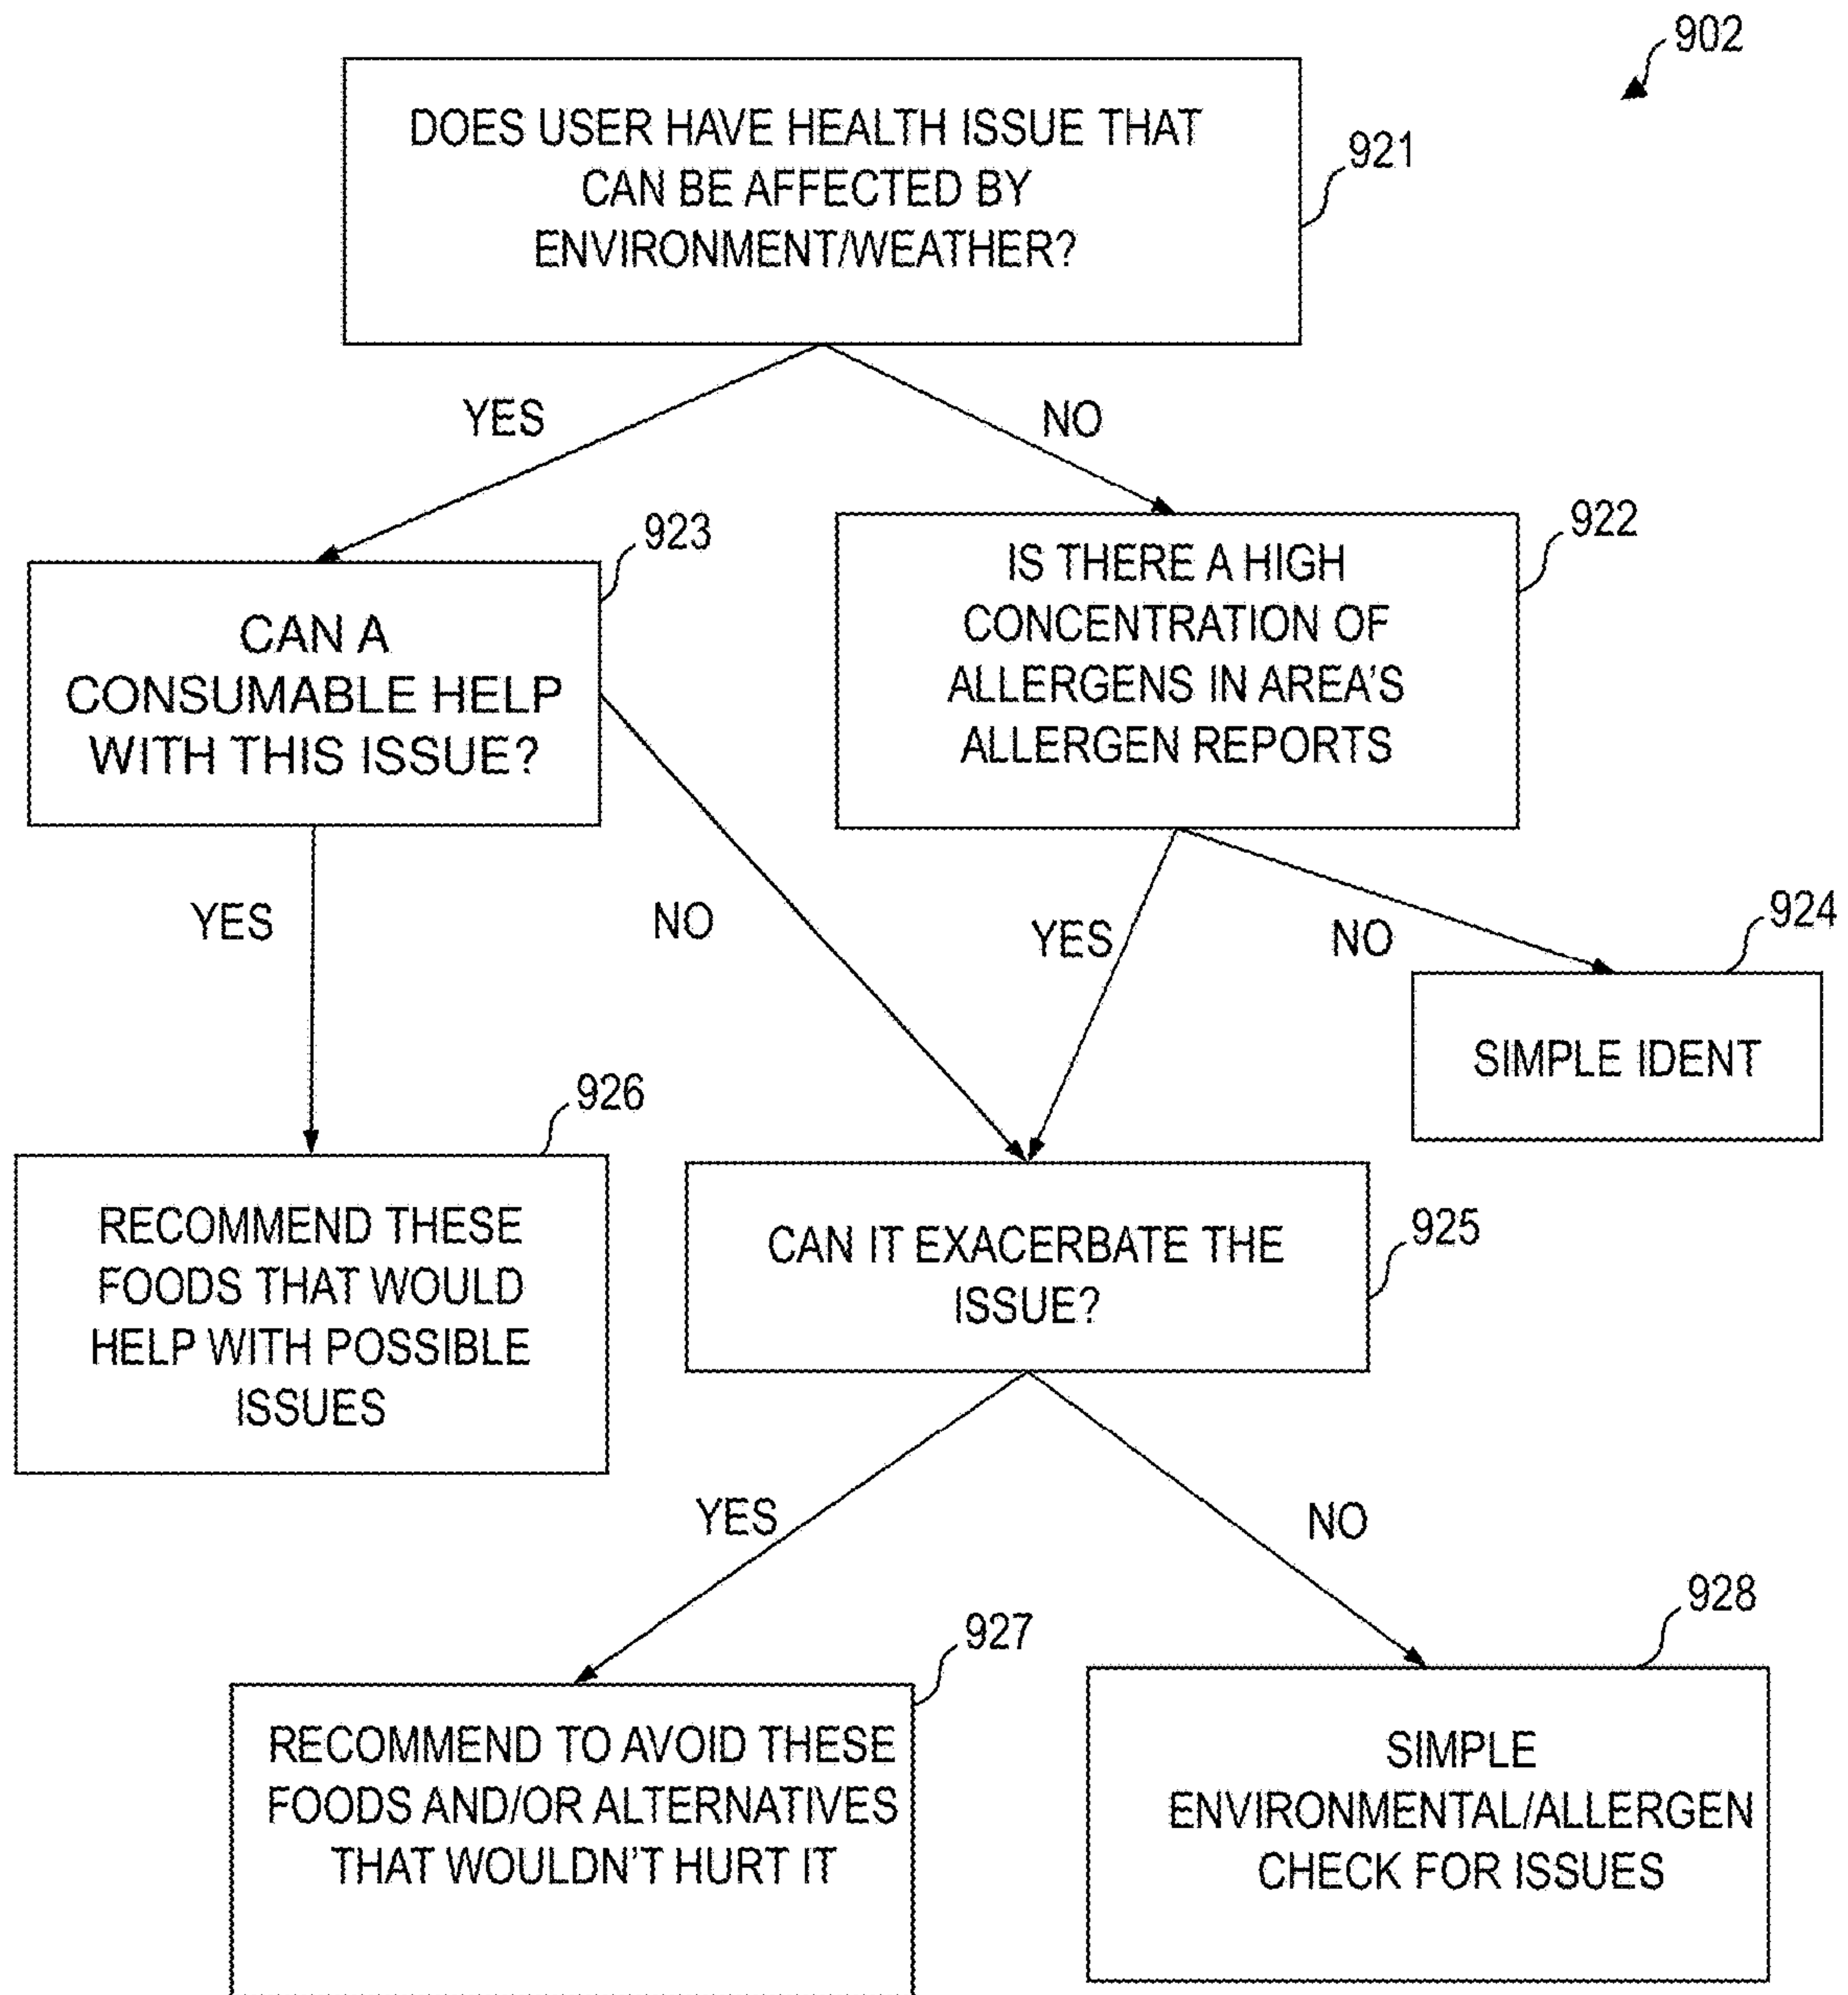 902
DOES USER HAVE HEALTH ISSUE THAT
CAN BE AFFECTED BY
ENVIRONMENT/WEATHER?
921
YES
NO
923
CAN A
CONSUMABLE HELP
WITH THIS ISSUE?
922
IS THERE A HIGH
CONCENTRATION OF
ALLERGENS IN AREA'S
ALLERGEN REPORTS
YES
NO
YES
NO
924
SIMPLE IDENT
926
RECOMMEND THESE
FOODS THAT WOULD
HELP WITH POSSIBLE
ISSUES
925
CAN IT EXACERBATE THE
ISSUE?
YES
NO
927
RECOMMEND TO AVOID THESE
FOODS AND/OR ALTERNATIVES
THAT WOULDN'T HURT IT
928
SIMPLE
ENVIRONMENTAL/ALLERGEN
CHECK FOR ISSUES